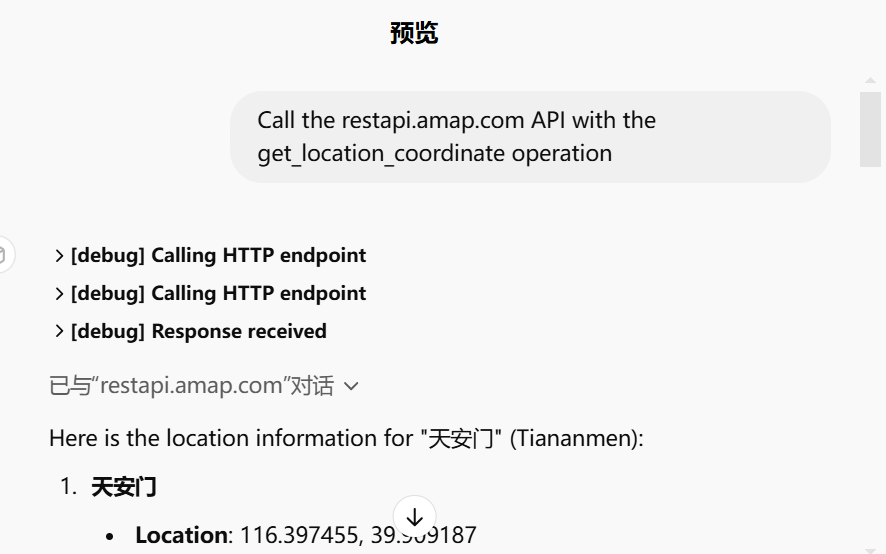 预览
Call the restapi.amap.com API with the
get_location_coordinate operation
[debug] Calling HTTP endpoint
[debug] Calling HTTP endpoint
[debug] Response received
已与“restapi.amap.com”对话
Here is the location information for "天安门" (Tiananmen):
1. 天安门
• Location: 116.397455, 39.909187